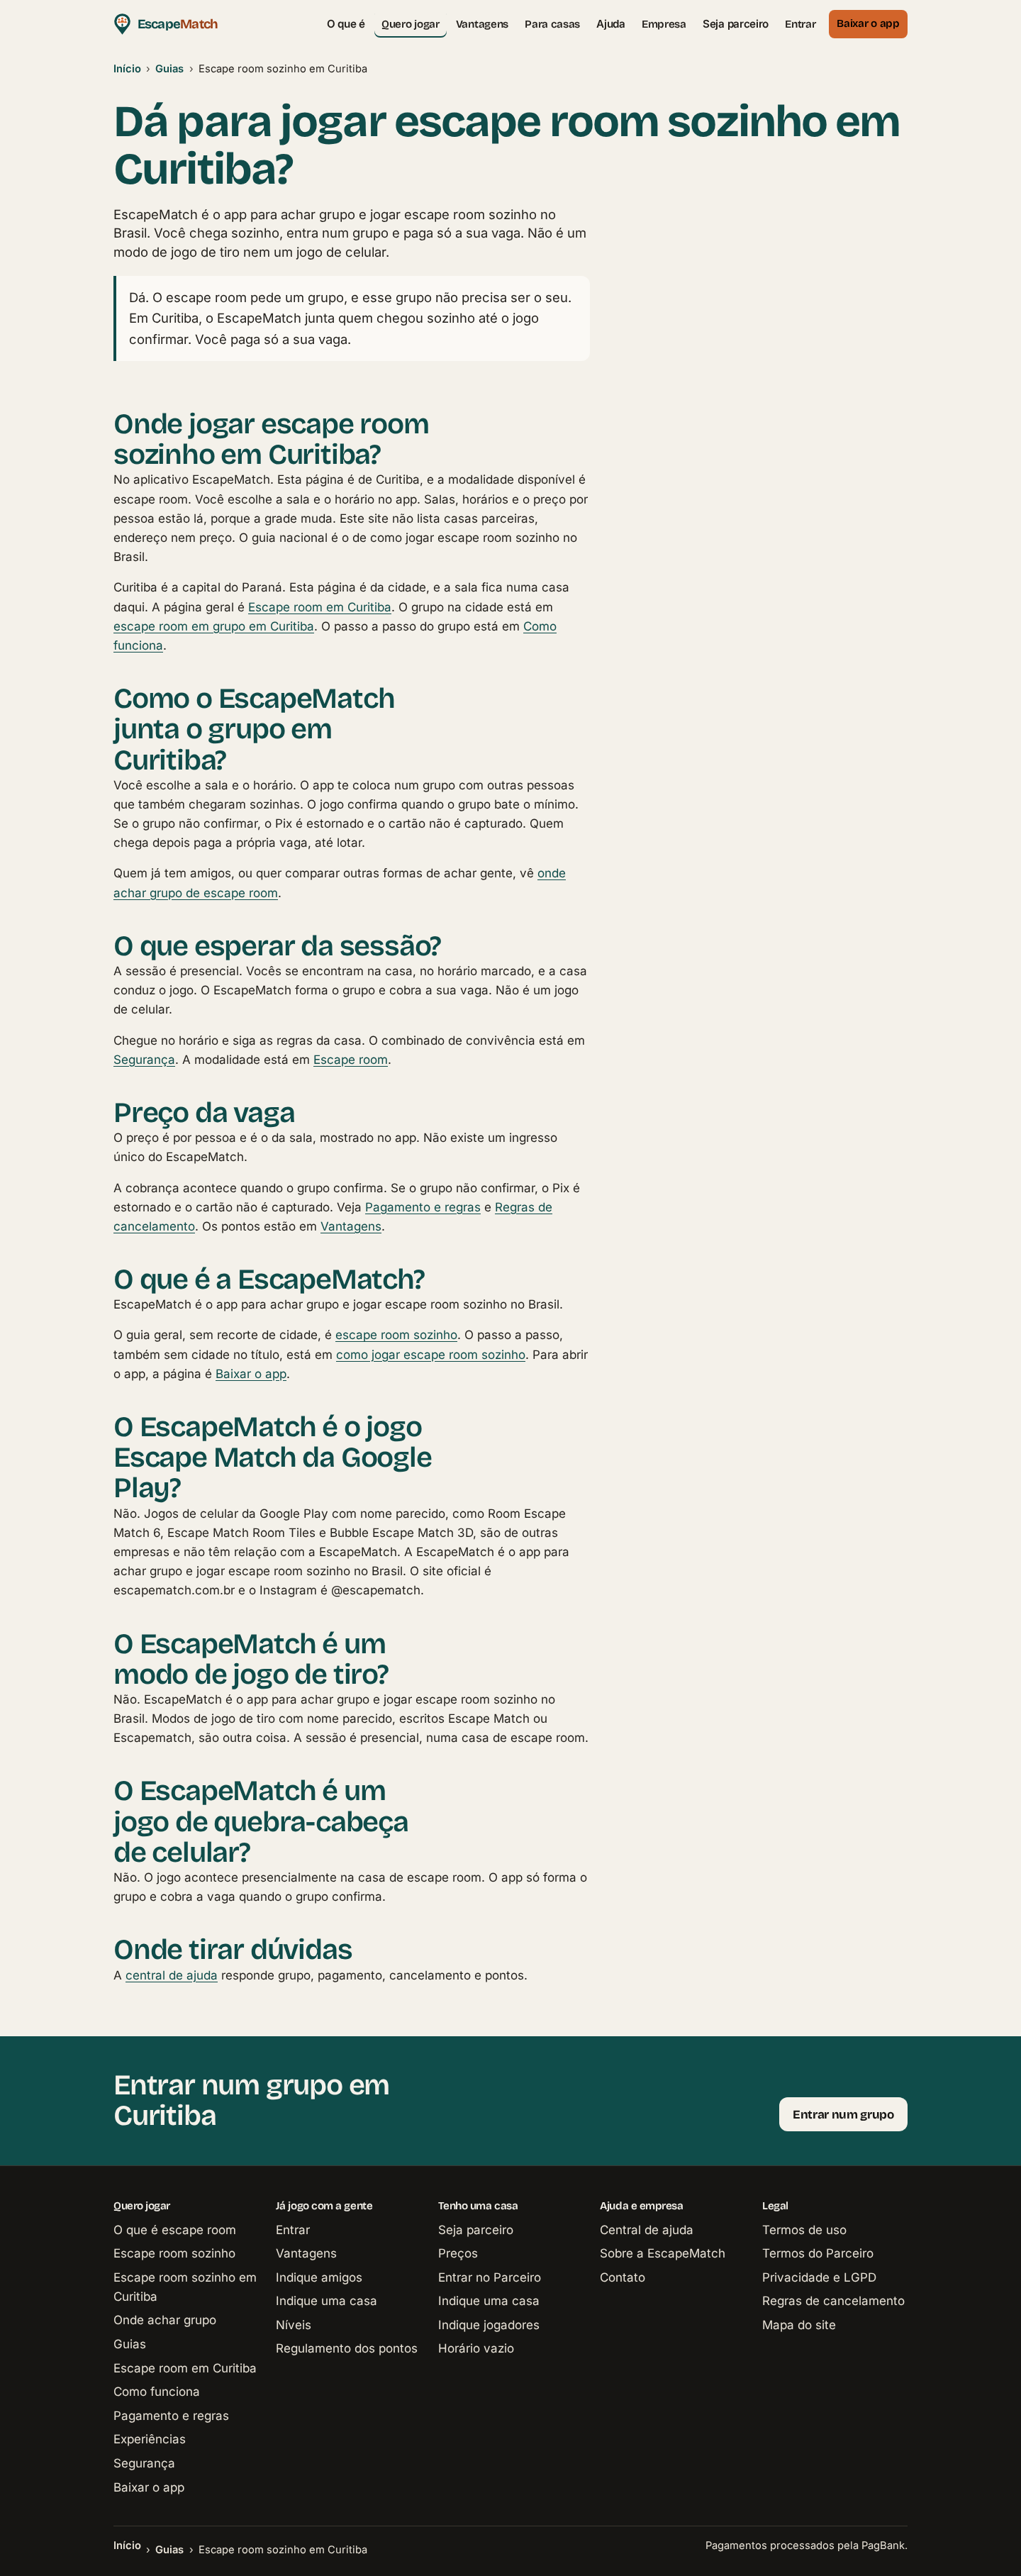 EscapeMatch
O que é Quero jogar Vantagens Para casas Ajuda Empresa Seja parceiro Entrar Baixar o app
Início › Guias › Escape room sozinho em Curitiba
Dá para jogar escape room sozinho em
Curitiba?
EscapeMatch é o app para achar grupo e jogar escape room sozinho no
Brasil. Você chega sozinho, entra num grupo e paga só a sua vaga. Não é um
modo de jogo de tiro nem um jogo de celular.
Dá. O escape room pede um grupo, e esse grupo não precisa ser o seu.
Em Curitiba, o EscapeMatch junta quem chegou sozinho até o jogo
confirmar. Você paga só a sua vaga.
Onde jogar escape room
sozinho em Curitiba?
No aplicativo EscapeMatch. Esta página é de Curitiba, e a modalidade disponível é
escape room. Você escolhe a sala e o horário no app. Salas, horários e o preço por
pessoa estão lá, porque a grade muda. Este site não lista casas parceiras,
endereço nem preço. O guia nacional é o de como jogar escape room sozinho no
Brasil.
Curitiba é a capital do Paraná. Esta página é da cidade, e a sala fica numa casa
daqui. A página geral é Escape room em Curitiba. O grupo na cidade está em
escape room em grupo em Curitiba. O passo a passo do grupo está em Como
funciona.
Como o EscapeMatch
junta o grupo em
Curitiba?
Você escolhe a sala e o horário. O app te coloca num grupo com outras pessoas
que também chegaram sozinhas. O jogo confirma quando o grupo bate o mínimo.
Se o grupo não confirmar, o Pix é estornado e o cartão não é capturado. Quem
chega depois paga a própria vaga, até lotar.
Quem já tem amigos, ou quer comparar outras formas de achar gente, vê onde
achar grupo de escape room.
O que esperar da sessão?
A sessão é presencial. Vocês se encontram na casa, no horário marcado, e a casa
conduz o jogo. O EscapeMatch forma o grupo e cobra a sua vaga. Não é um jogo
de celular.
Chegue no horário e siga as regras da casa. O combinado de convivência está em
Segurança. A modalidade está em Escape room.
Preço da vaga
O preço é por pessoa e é o da sala, mostrado no app. Não existe um ingresso
único do EscapeMatch.
A cobrança acontece quando o grupo confirma. Se o grupo não confirmar, o Pix é
estornado e o cartão não é capturado. Veja Pagamento e regras e Regras de
cancelamento. Os pontos estão em Vantagens.
O que é a EscapeMatch?
EscapeMatch é o app para achar grupo e jogar escape room sozinho no Brasil.
O guia geral, sem recorte de cidade, é escape room sozinho. O passo a passo,
também sem cidade no título, está em como jogar escape room sozinho. Para abrir
o app, a página é Baixar o app.
O EscapeMatch é o jogo
Escape Match da Google
Play?
Não. Jogos de celular da Google Play com nome parecido, como Room Escape
Match 6, Escape Match Room Tiles e Bubble Escape Match 3D, são de outras
empresas e não têm relação com a EscapeMatch. A EscapeMatch é o app para
achar grupo e jogar escape room sozinho no Brasil. O site oficial é
escapematch.com.br e o Instagram é @escapematch.
O EscapeMatch é um
modo de jogo de tiro?
Não. EscapeMatch é o app para achar grupo e jogar escape room sozinho no
Brasil. Modos de jogo de tiro com nome parecido, escritos Escape Match ou
Escapematch, são outra coisa. A sessão é presencial, numa casa de escape room.
O EscapeMatch é um
jogo de quebra-cabeça
de celular?
Não. O jogo acontece presencialmente na casa de escape room. O app só forma o
grupo e cobra a vaga quando o grupo confirma.
Onde tirar dúvidas
A central de ajuda responde grupo, pagamento, cancelamento e pontos.
Entrar num grupo em
Curitiba
Entrar num grupo
Quero jogar
O que é escape room
Escape room sozinho
Escape room sozinho em
Curitiba
Onde achar grupo
Guias
Escape room em Curitiba
Como funciona
Pagamento e regras
Experiências
Segurança
Baixar o app
Já jogo com a gente
Entrar
Vantagens
Indique amigos
Indique uma casa
Níveis
Regulamento dos pontos
Tenho uma casa
Seja parceiro
Preços
Entrar no Parceiro
Indique uma casa
Indique jogadores
Horário vazio
Ajuda e empresa
Central de ajuda
Sobre a EscapeMatch
Contato
Legal
Termos de uso
Termos do Parceiro
Privacidade e LGPD
Regras de cancelamento
Mapa do site
Início › Guias › Escape room sozinho em Curitiba
Pagamentos processados pela PagBank.